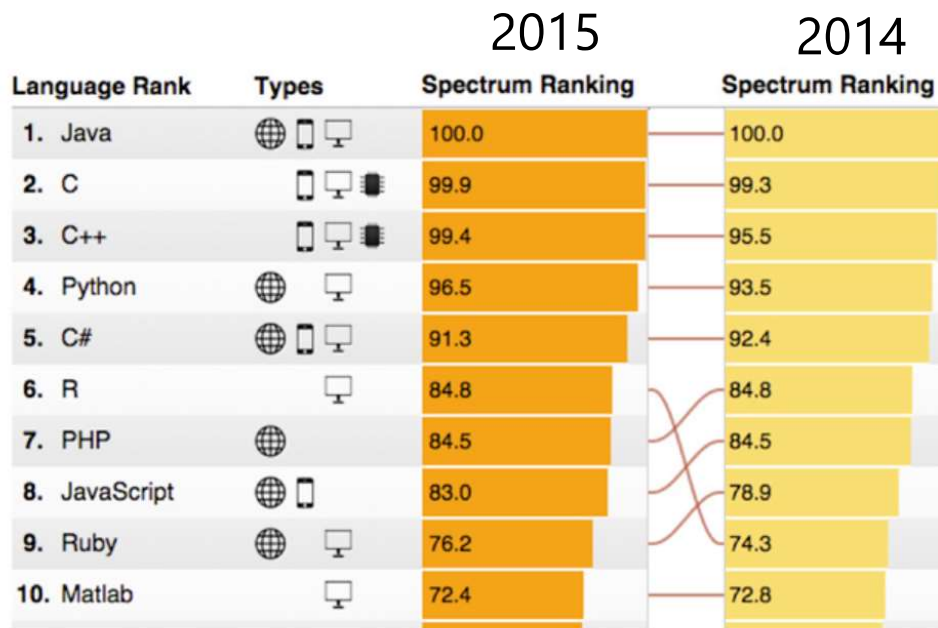 2015 2014
Language Rank Types Spectrum Ranking Spectrum Ranking
1. Java 100.0 100.0
2. C 99.9 99.3
3. C++ 99.4 95.5
4. Python 96.5 93.5
5. C# 91.3 92.4
6. R 84.8 84.8
7. PHP 84.5 84.5
8. JavaScript 83.0 78.9
9. Ruby 76.2 74.3
10. Matlab 72.4 72.8